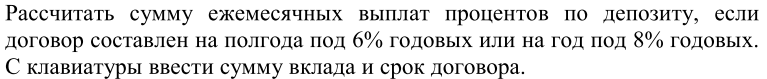 Рассчитать сумму ежемесячных выплат процентов по депозиту, если
договор составлен на полгода под 6% годовых или на год под 8% годовых.
С клавиатуры ввести сумму вклада и срок договора.